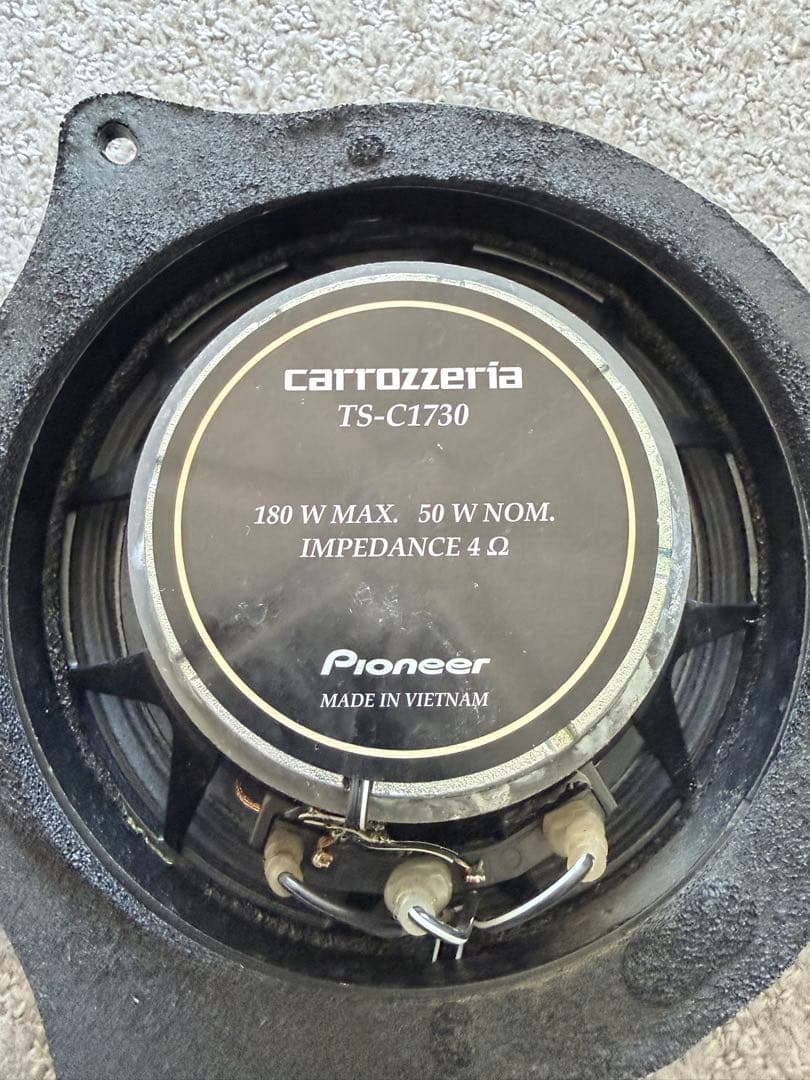 carrozzeria
TS-C1730
180 W MAX. 50 W NOM.
IMPEDANCE 4 Ω
Pioneer
MADE IN VIETNAM